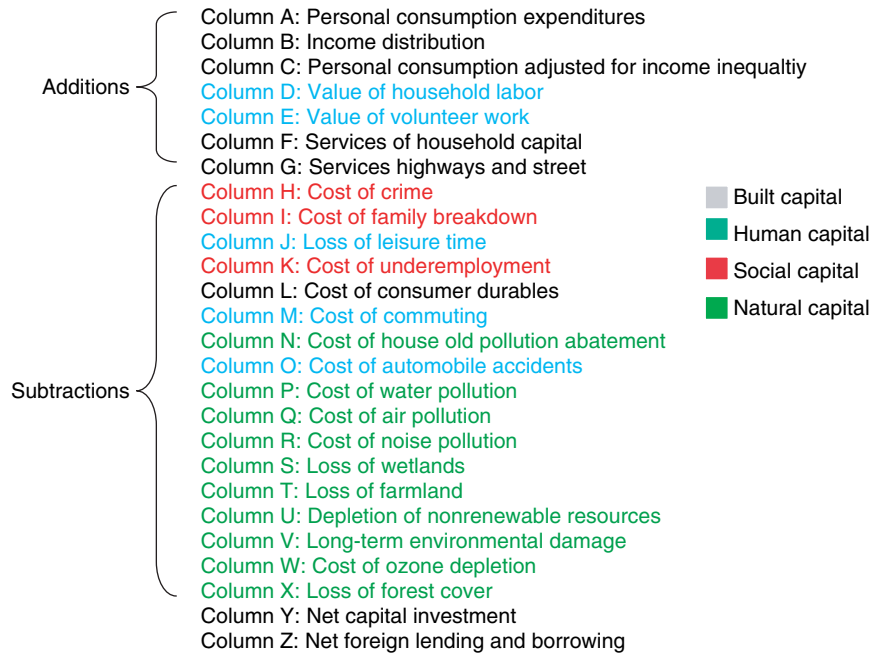 Additions
Column A: Personal consumption expenditures
Column B: Income distribution
Column C: Personal consumption adjusted for income inequaltiy
Column D: Value of household labor
Column E: Value of volunteer work
Column F: Services of household capital
Column G: Services highways and street
Subtractions
Column H: Cost of crime
Column I: Cost of family breakdown
Column J: Loss of leisure time
Column K: Cost of underemployment
Column L: Cost of consumer durables
Column M: Cost of commuting
Column N: Cost of house old pollution abatement
Column O: Cost of automobile accidents
Column P: Cost of water pollution
Column Q: Cost of air pollution
Column R: Cost of noise pollution
Column S: Loss of wetlands
Column T: Loss of farmland
Column U: Depletion of nonrenewable resources
Column V: Long-term environmental damage
Column W: Cost of ozone depletion
Column X: Loss of forest cover
Column Y: Net capital investment
Column Z: Net foreign lending and borrowing
Built capital
Human capital
Social capital
Natural capital